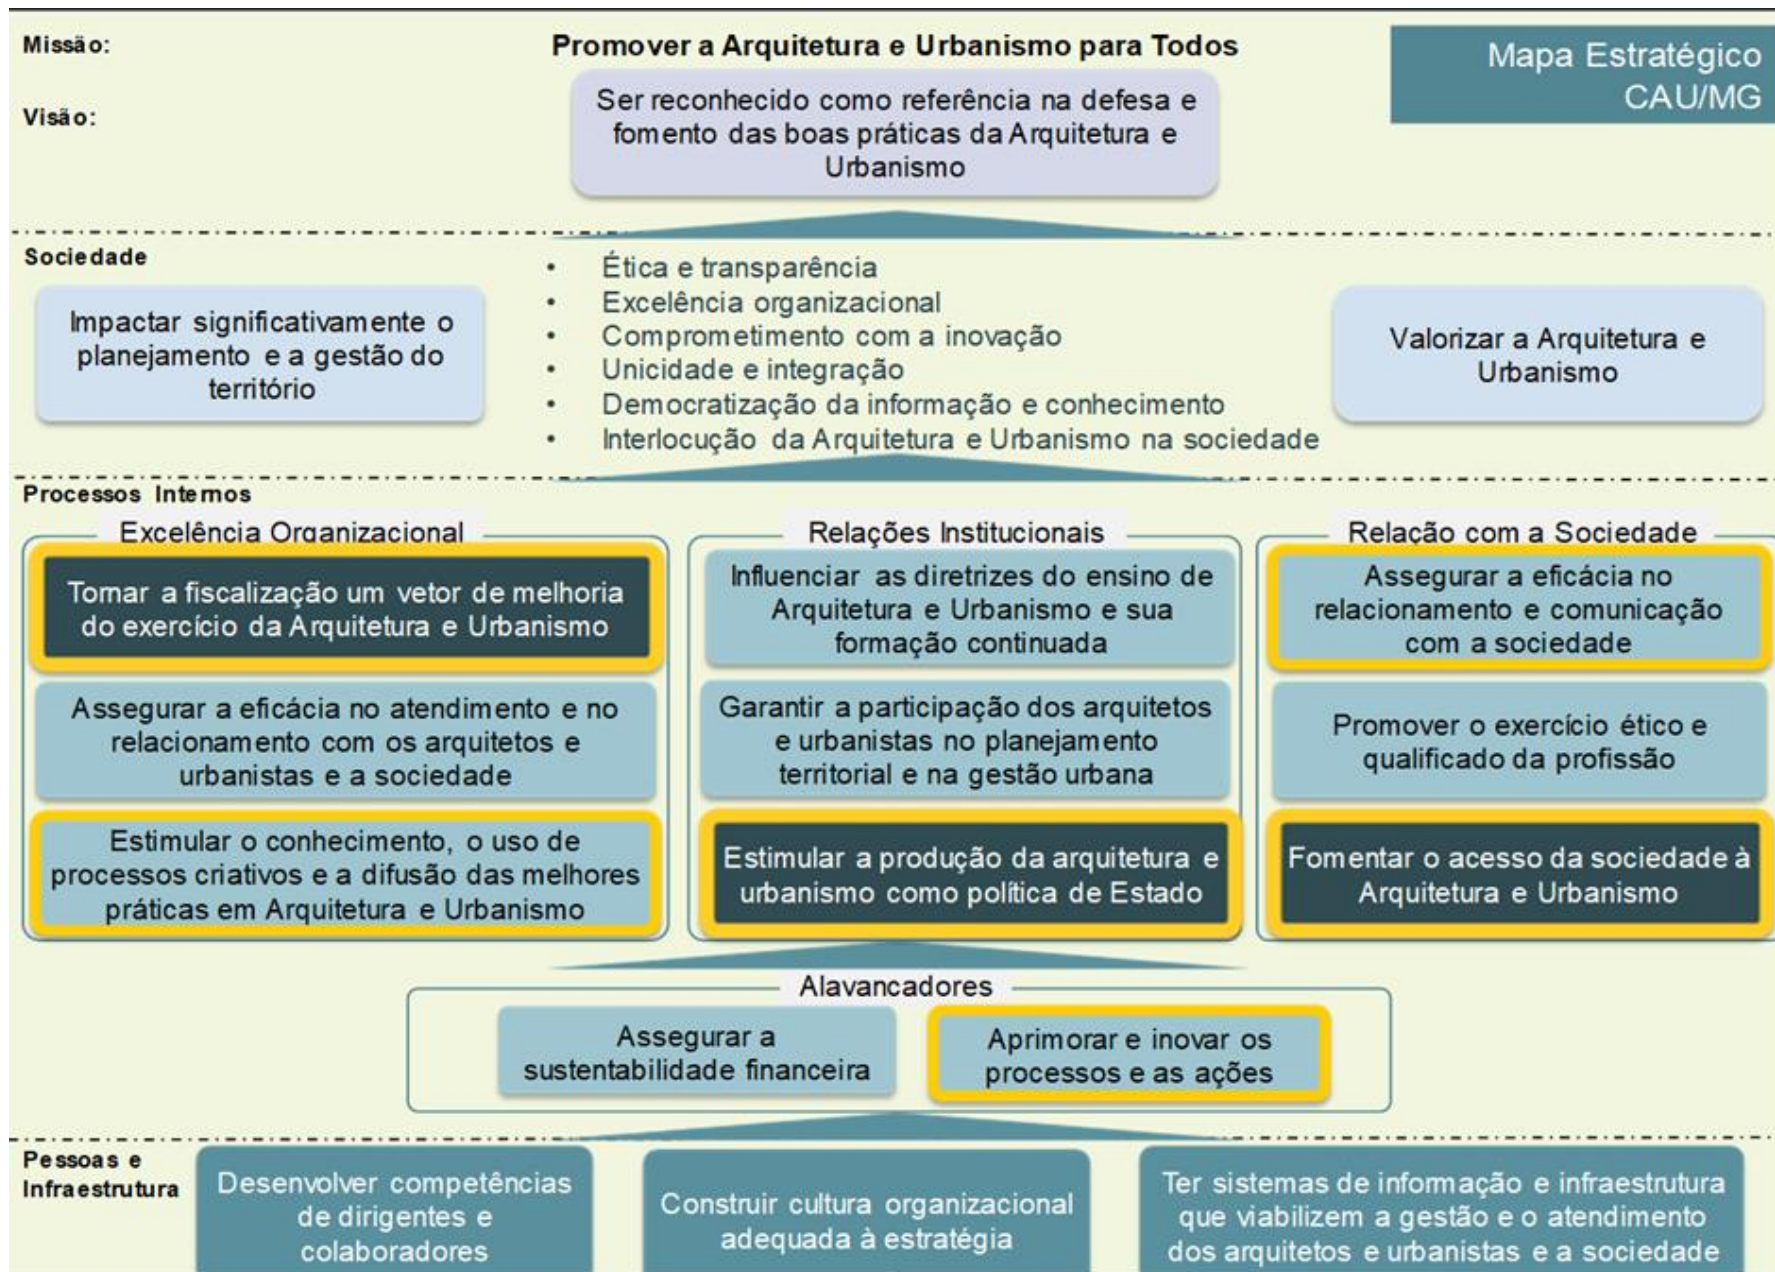 Missão:
Promover a Arquitetura e Urbanismo para Todos
Mapa Estratégico
CAU/MG
Visão:
Ser reconhecido como referência na defesa e
fomento das boas práticas da Arquitetura e
Urbanismo
Sociedade
Impactar significativamente o
planejamento e a gestão do
território
• Ética e transparência
• Excelência organizacional
• Comprometimento com a inovação
• Unicidade e integração
• Democratização da informação e conhecimento
• Interlocução da Arquitetura e Urbanismo na sociedade
Valorizar a Arquitetura e
Urbanismo
Processos Internos
Excelência Organizacional
Tornar a fiscalização um vetor de melhoria
do exercício da Arquitetura e Urbanismo
Assegurar a eficácia no atendimento e no
relacionamento com os arquitetos e
urbanistas e a sociedade
Estimular o conhecimento, o uso de
processos criativos e a difusão das melhores
práticas em Arquitetura e Urbanismo
Relações Institucionais
Influenciar as diretrizes do ensino de
Arquitetura e Urbanismo e sua
formação continuada
Garantir a participação dos arquitetos
e urbanistas no planejamento
territorial e na gestão urbana
Estimular a produção da arquitetura e
urbanismo como política de Estado
Relação com a Sociedade
Assegurar a eficácia no
relacionamento e comunicação
com a sociedade
Promover o exercício ético e
qualificado da profissão
Fomentar o acesso da sociedade à
Arquitetura e Urbanismo
Alavancadores
Assegurar a
sustentabilidade financeira
Aprimorar e inovar os
processos e as ações
Pessoas e
Infraestrutura
Desenvolver competências
de dirigentes e
colaboradores
Construir cultura organizacional
adequada à estratégia
Ter sistemas de informação e infraestrutura
que viabilizem a gestão e o atendimento
dos arquitetos e urbanistas e a sociedade